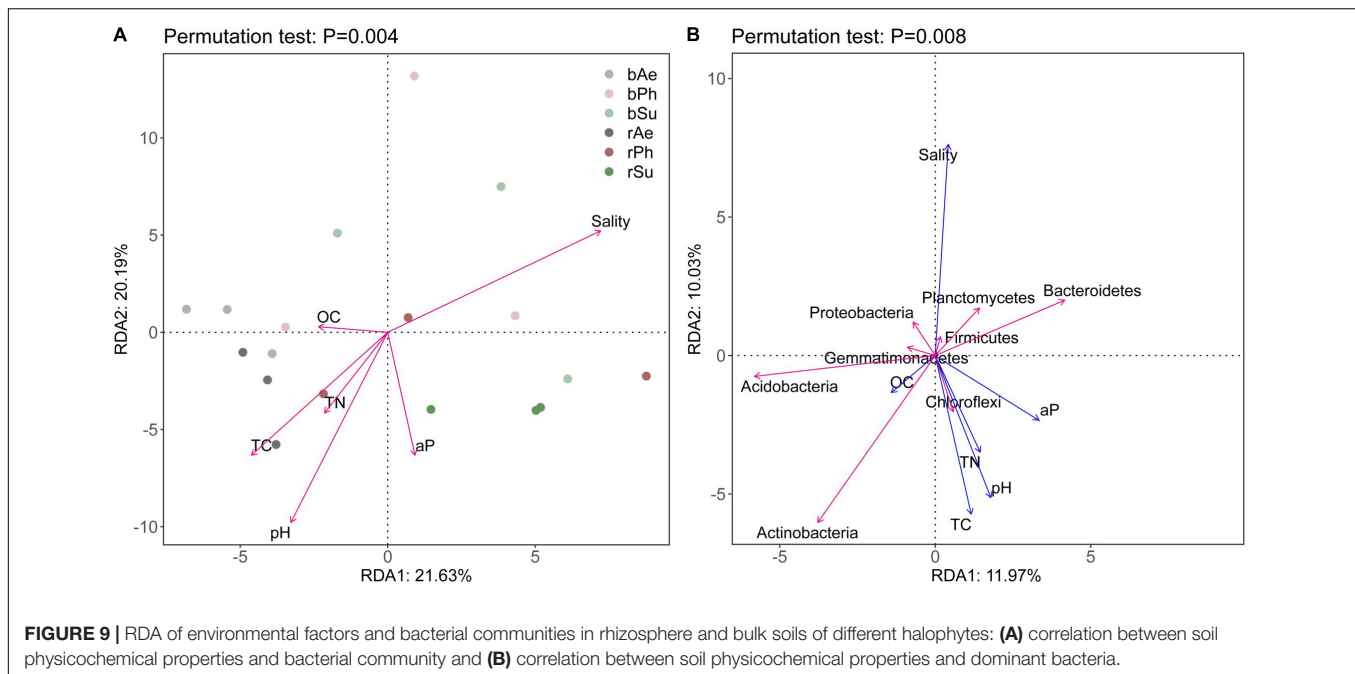 A
Permutation test: P=0.004
bAe
bPh
bSu
rAe
rPh
rSu
Sality
OC
TN
TC
aP
pH
10
5
0
-5
-10
-5
0
5
RDA2: 20.19%
RDA1: 21.63%
B
Permutation test: P=0.008
Sality
Bacteroidetes
Planctomycetes
Proteobacteria
Firmicutes
Gemmatimonadetes
Acidobacteria
OC
Chloroflexi
aP
TN
pH
TC
Actinobacteria
10
5
0
-5
-5
0
5
RDA2: 10.03%
RDA1: 11.97%
FIGURE 9 | RDA of environmental factors and bacterial communities in rhizosphere and bulk soils of different halophytes: (A) correlation between soil
physicochemical properties and bacterial community and (B) correlation between soil physicochemical properties and dominant bacteria.